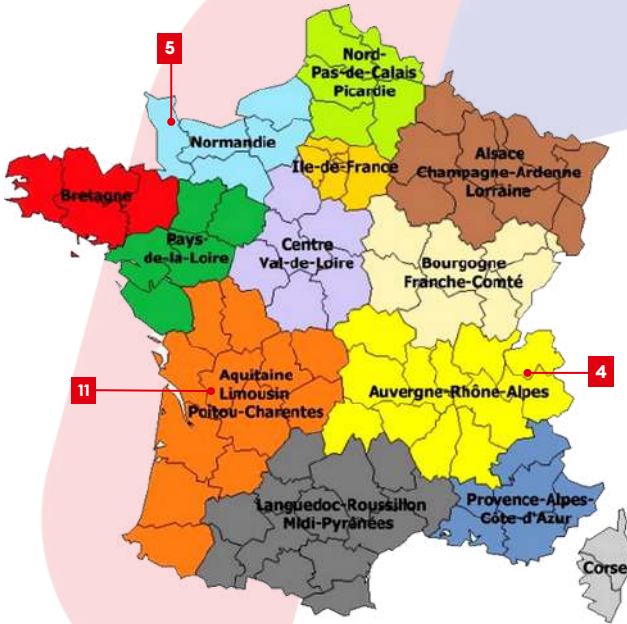 5
Nord-
Pas-de-Calais
Picardie
Normandie
Ile-de-France
Alsace
Champagne-Ardenne
Lorraine
Bretagne
Pays-
de-la-Loire
Centre
Val-de-Loire
Bourgogne
Franche-Comté
11
Aquitaine
Limousin
Poitou-Charentes
Auvergne-Rhône-Alpes
4
Languedoc-Roussillon
Midi-Pyrénées
Provence-Alpes-
Côte-d'Azur
Corse